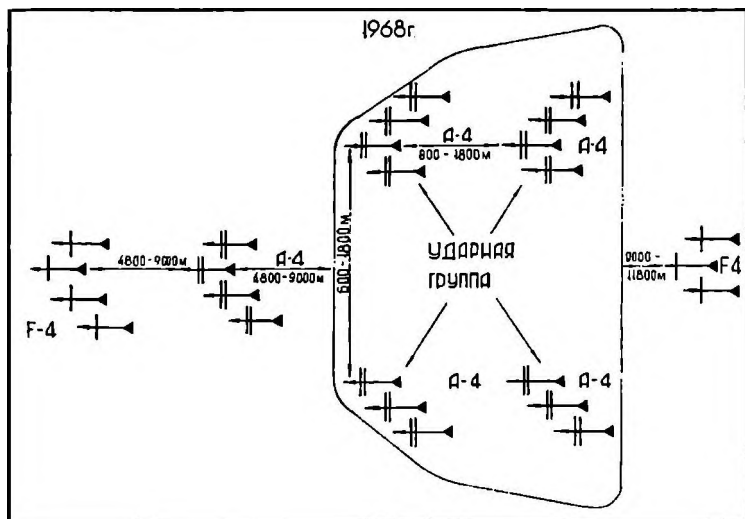 1968г.
А-4
800-1800м
А-4
600-1800м.
УДАРНАЯ
ГРУППА
4800-9000м
А-4
4800-9000м
9000-
11800м
F4
F-4
А-4
А-4